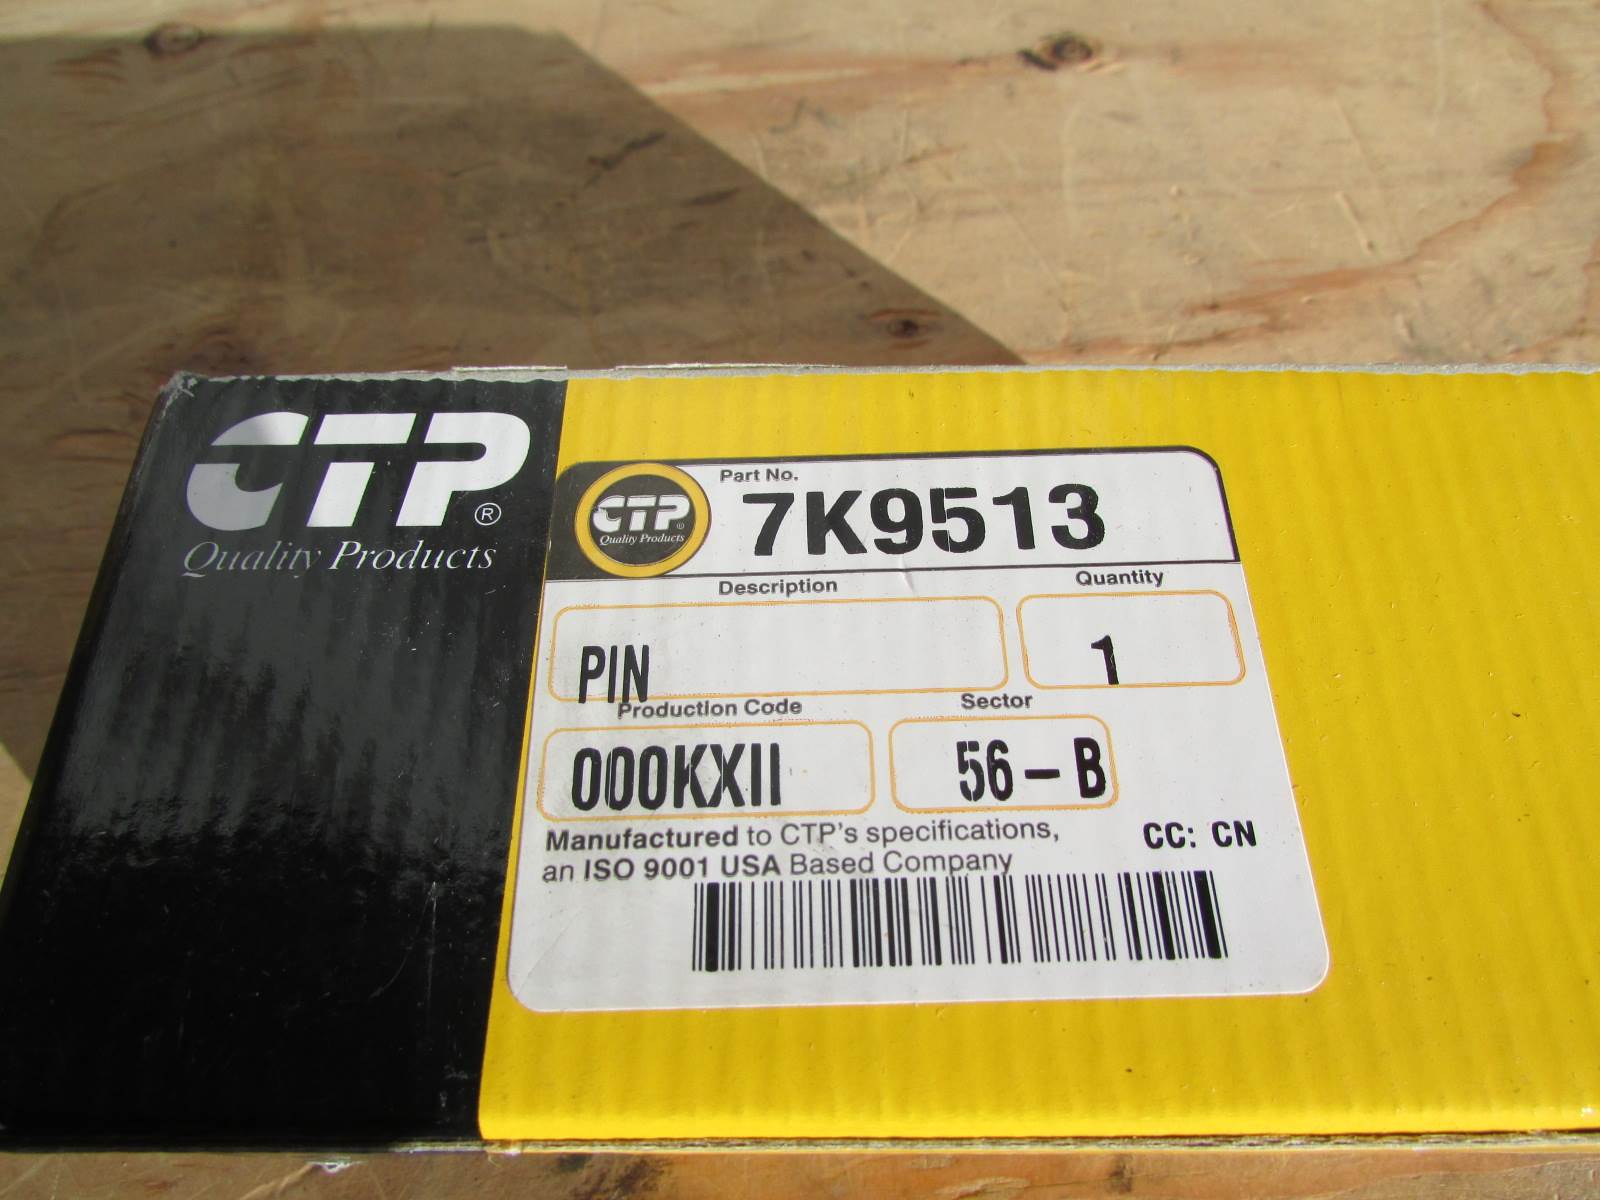 CTP®
Quality Products
CTP®
Quality Products
Part No.
7K9513
Description Quantity
PIN 1
Production Code Sector
000KXII 56-B
Manufactured to CTP's specifications,
an ISO 9001 USA Based Company
CC: CN